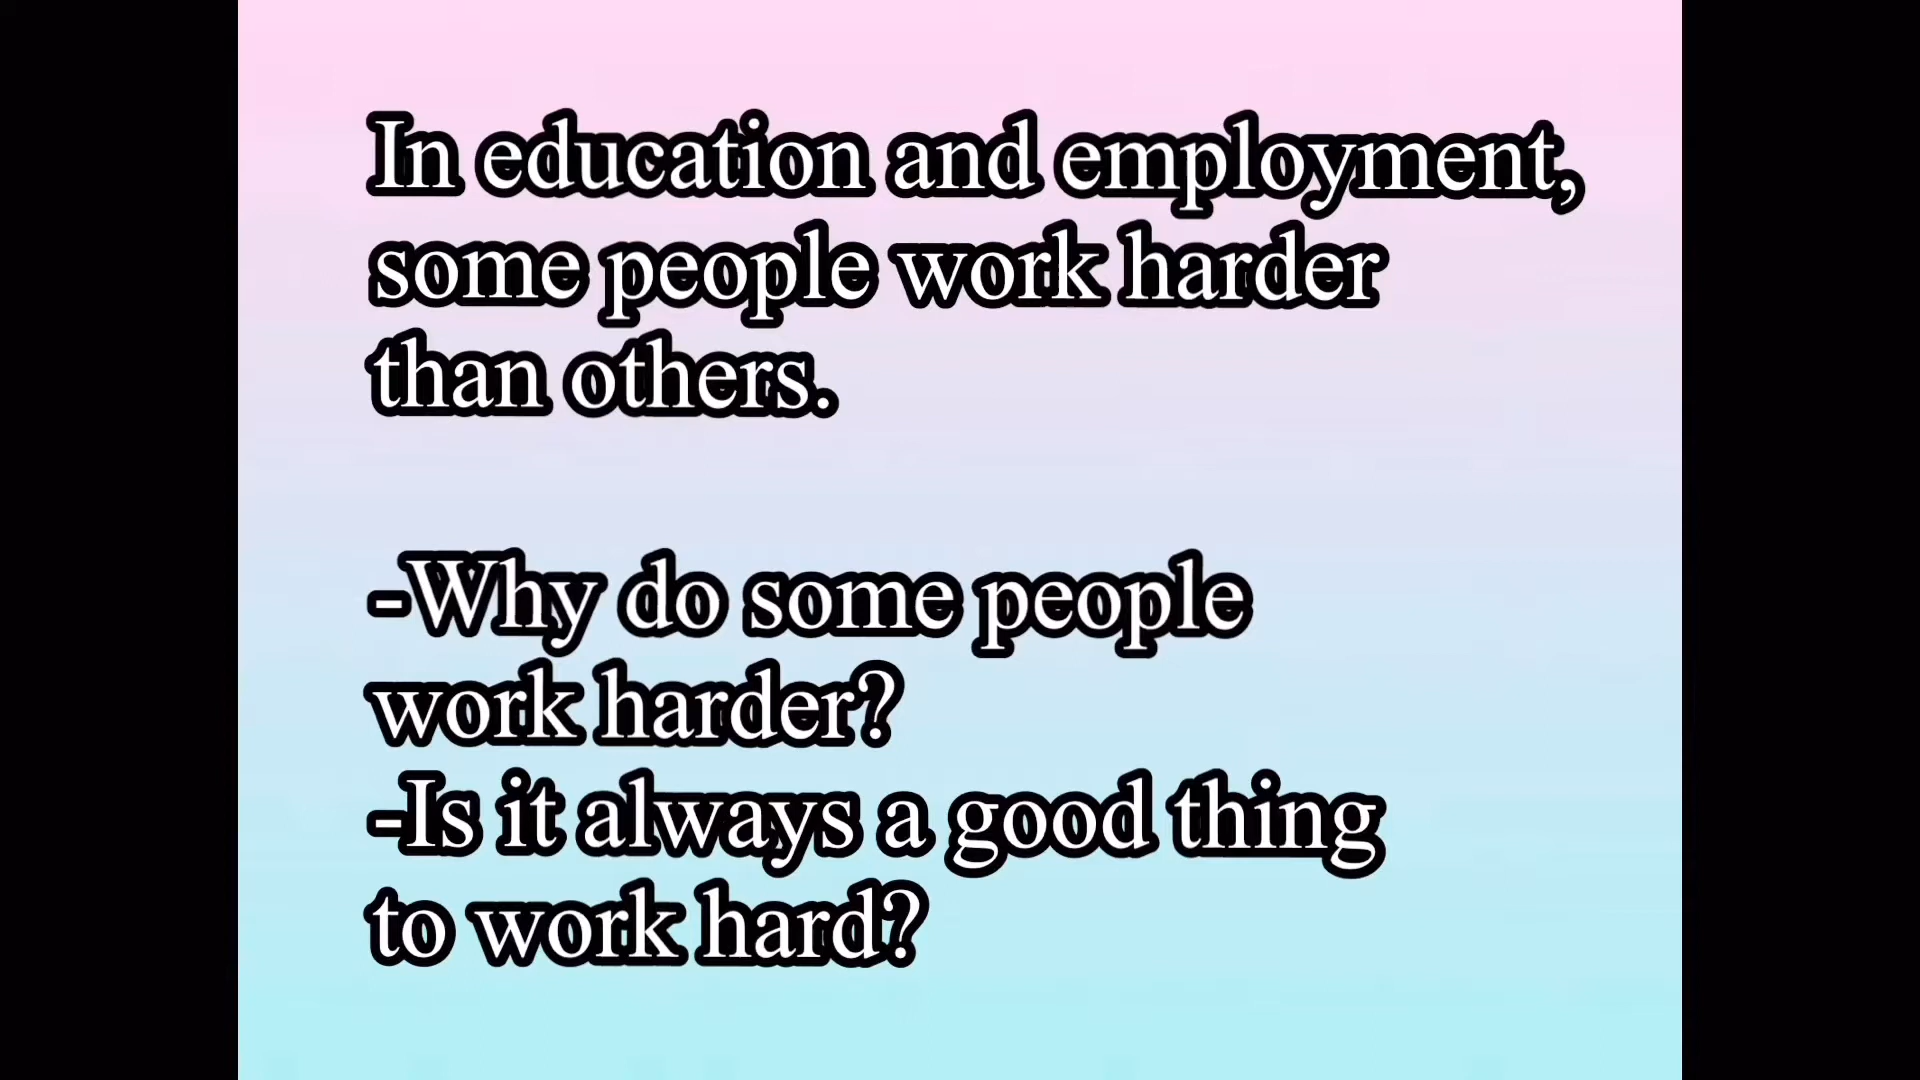 In education and employment,
some people work harder
than others.
-Why do some people
work harder?
-Is it always a good thing
to work hard?